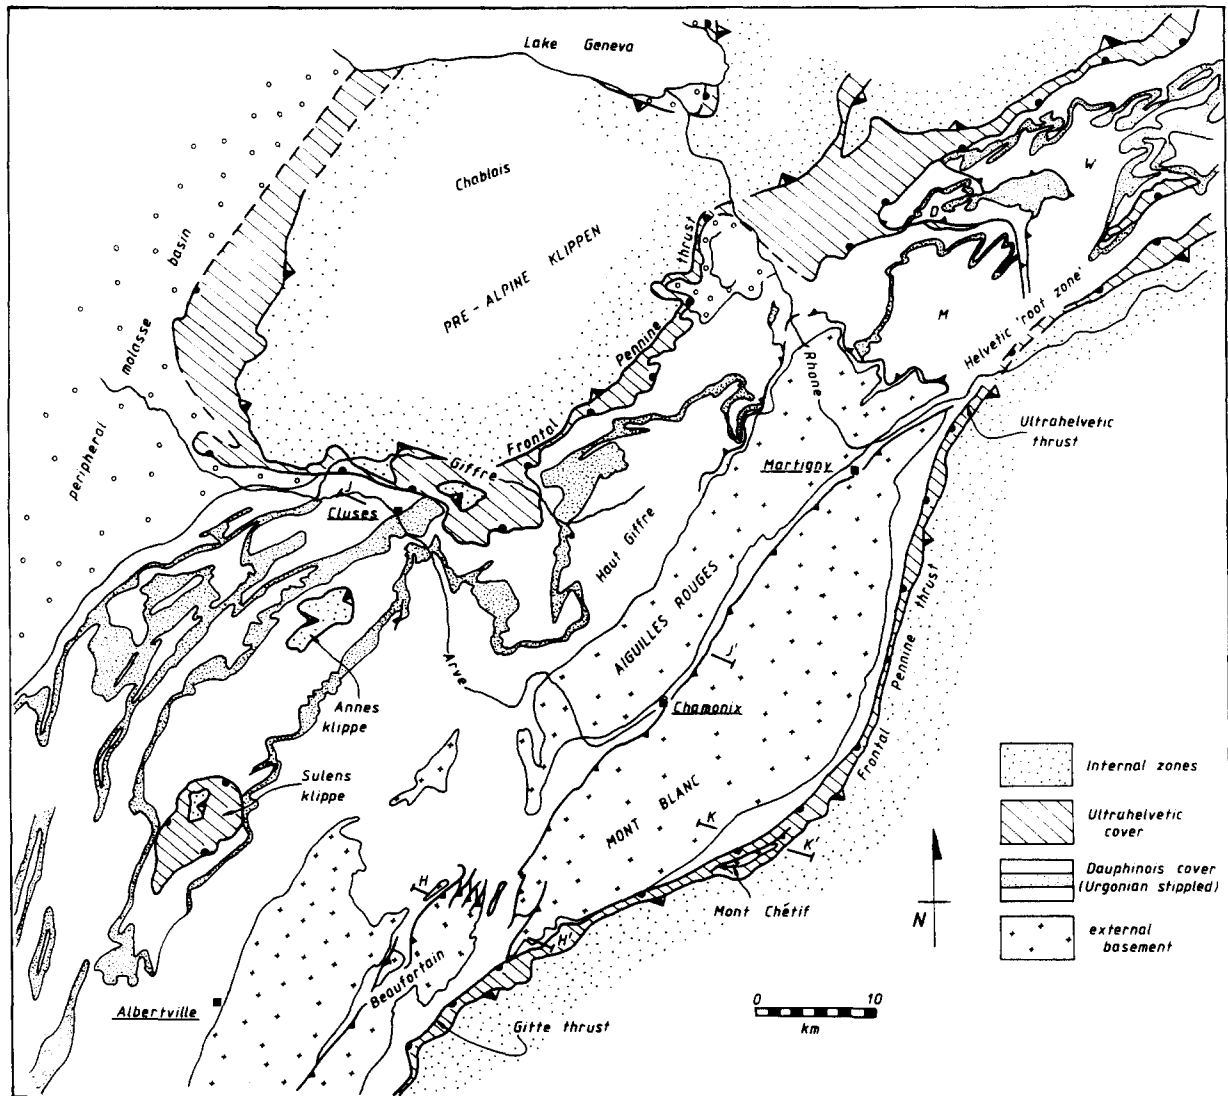 Lake Geneva
Chablais
PRE - ALPINE KLIPPEN
molasse basin
peripheral
Frontal Pennine thrust
Giffre
J
Cluses
Haut Giffre
Arve
Annes
klippe
Sulens
klippe
W
D
M
Helvetic 'root zone'
Rhone
Ultrahelvetic
thrust
Martigny
AIGUILLES ROUGES
Chamonix
MONT BLANC
Frontal Pennine thrust
K
K'
Mont Chétif
H
H'
Beaufortain
Albertville
Gitte thrust
N
0 10
km
Internal zones
Ultrahelvetic
cover
Dauphinois cover
(Urgonian stippled)
external
basement